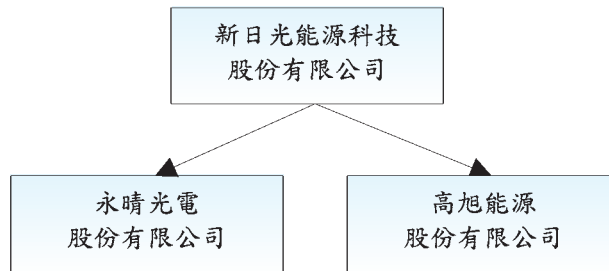 新日光能源科技
股份有限公司
永晴光電
股份有限公司
高旭能源
股份有限公司